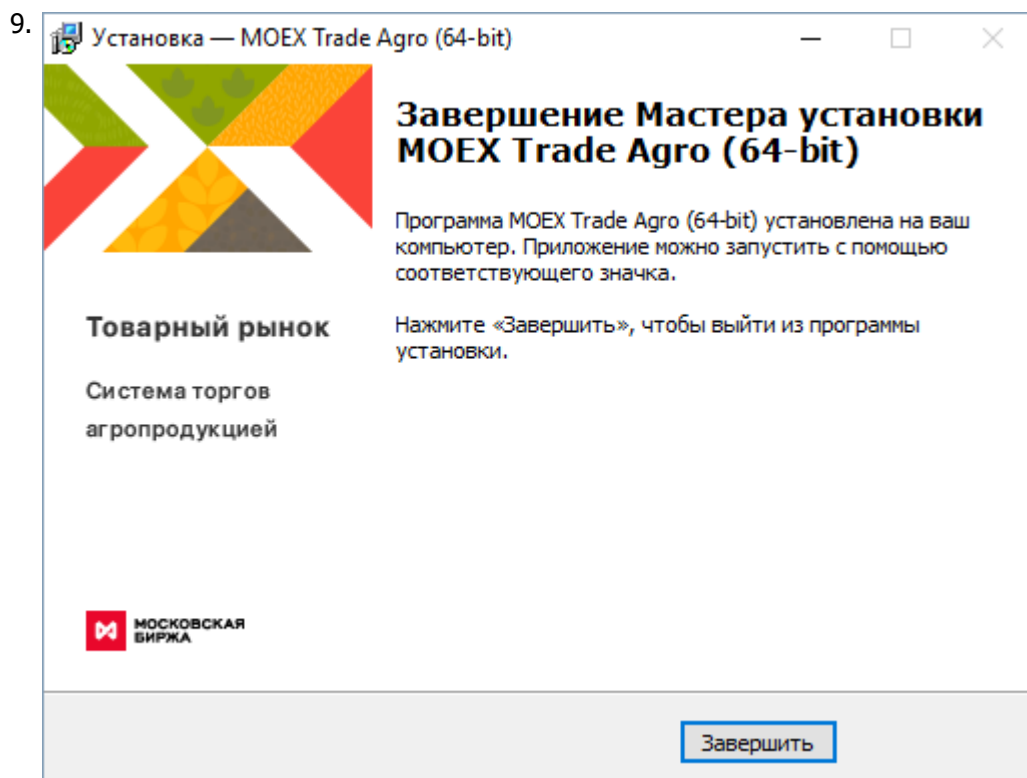 9.
Установка — MOEX Trade Agro (64-bit)
Завершение Мастера установки
MOEX Trade Agro (64-bit)
Программа MOEX Trade Agro (64-bit) установлена на ваш
компьютер. Приложение можно запустить с помощью
соответствующего значка.
Нажмите «Завершить», чтобы выйти из программы
установки.
Товарный рынок
Система торгов
агропродукцией
МОСКОВСКАЯ
БИРЖА
Завершить